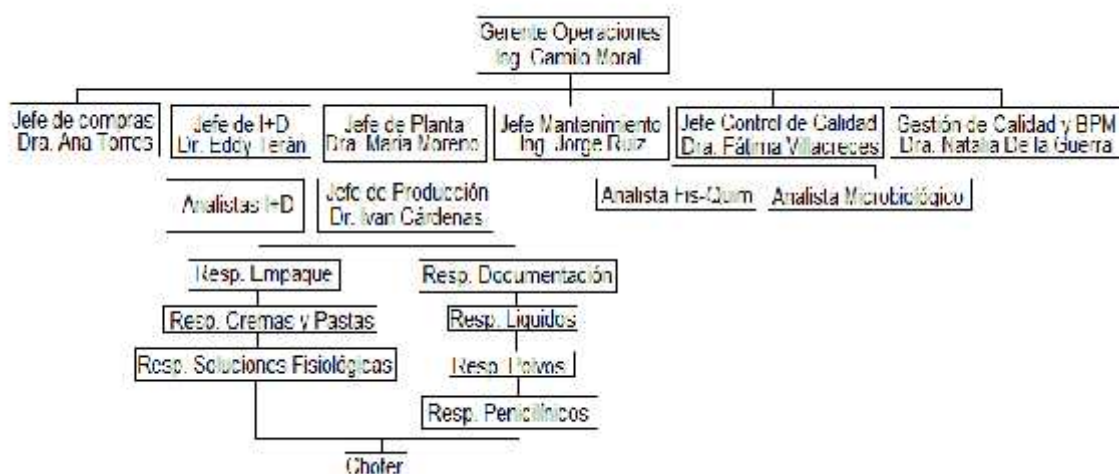 Gerente Operaciones
Ing. Camilo Moral
Jefe de compras
Dra. Ana Torres
Jefe de I+D
Dr. Eddy Terán
Jefe de Planta
Dra. María Moreno
Jefe Mantenimiento
Ing. Jorge Ruiz
Jefe Control de Calidad
Dra. Fátima Villacreces
Gestión de Calidad y BPM
Dra. Natalia De la Guerra
Analistas I+D
Jefe de Producción
Dr. Ivan Cárdenas
Analista Fis-Quim
Analista Microbiológico
Resp. Empaque
Resp. Documentación
Resp. Cremas y Pastas
Resp. Liquidos
Resp. Soluciones Fisiológicas
Resp. Polvos
Resp. Penicilínicos
Chofer